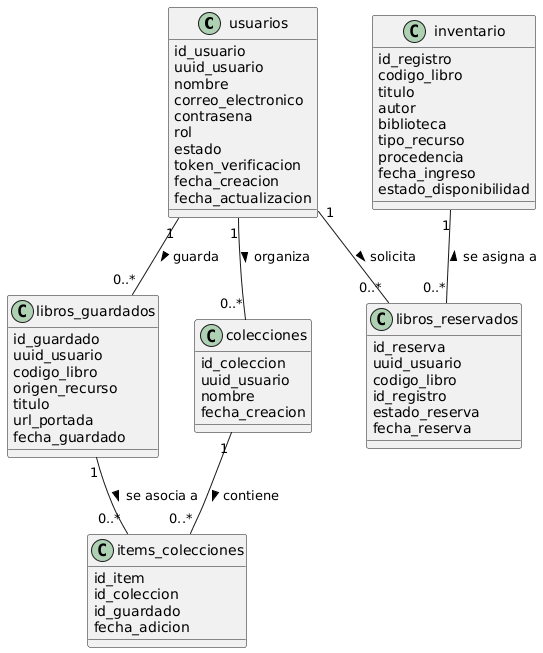 C usuarios
id_usuario
uuid_usuario
nombre
correo_electronico
contrasena
rol
estado
token_verificacion
fecha_creacion
fecha_actualizacion
C inventario
id_registro
codigo_libro
titulo
autor
biblioteca
tipo_recurso
procedencia
fecha_ingreso
estado_disponibilidad
1
guarda
0..*
1
organiza
0..*
1
solicita
0..*
1
se asigna a
0..*
C libros_guardados
id_guardado
uuid_usuario
codigo_libro
origen_recurso
titulo
url_portada
fecha_guardado
C colecciones
id_coleccion
uuid_usuario
nombre
fecha_creacion
C libros_reservados
id_reserva
uuid_usuario
codigo_libro
id_registro
estado_reserva
fecha_reserva
1
se asocia a
0..*
1
contiene
0..*
C items_colecciones
id_item
id_coleccion
id_guardado
fecha_adicion